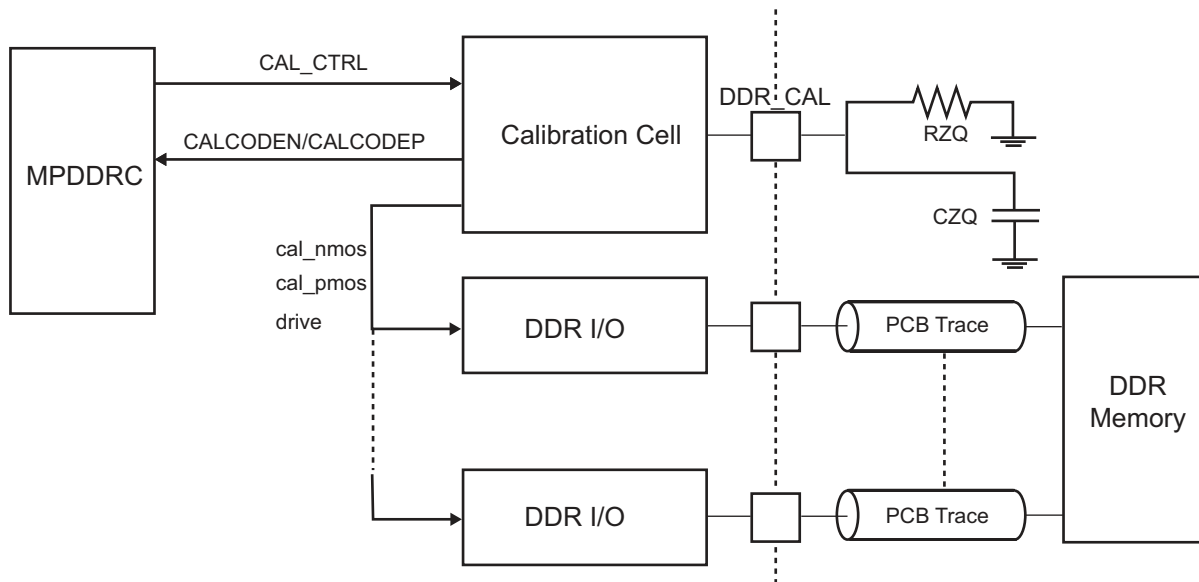 CAL_CTRL
DDR_CAL
Calibration Cell
RZQ
CALCODEN/CALCODEP
MPDDRC
CZQ
cal_nmos
cal_pmos
drive
DDR I/O
PCB Trace
DDR
Memory
DDR I/O
PCB Trace